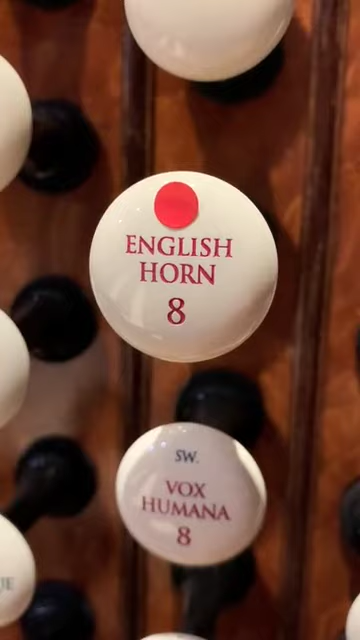 ENGLISH
HORN
8
SW.
VOX
HUMANA
8